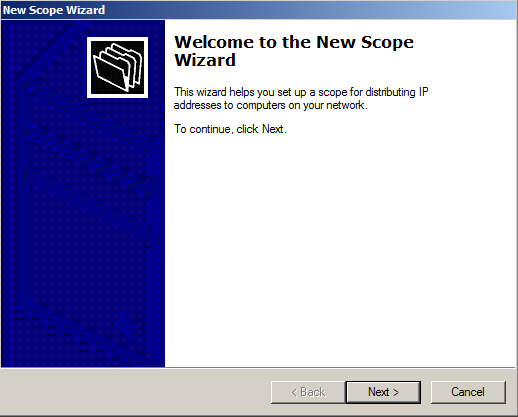 New Scope Wizard
Welcome to the New Scope
Wizard
This wizard helps you set up a scope for distributing IP
addresses to computers on your network.
To continue, click Next.
< Back
Next >
Cancel